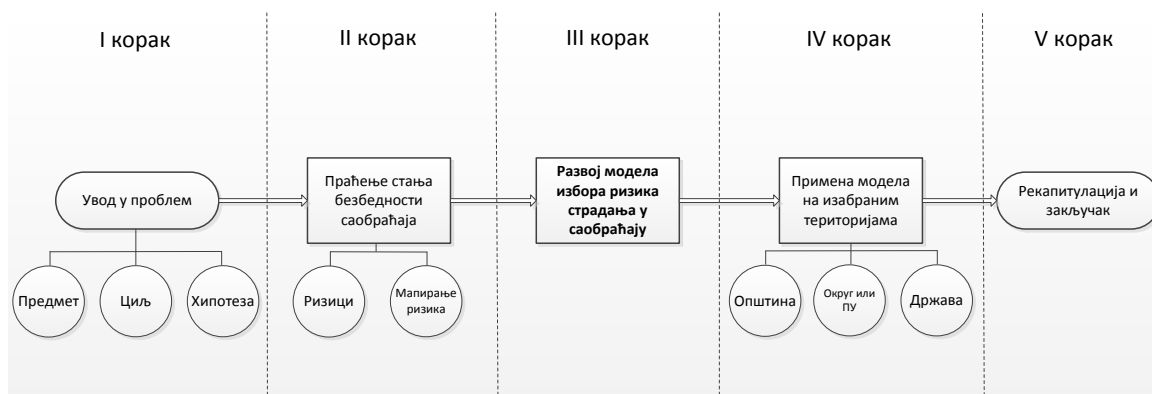 I корак
II корак
III корак
IV корак
V корак
Увод у проблем
Предмет
Циљ
Хипотеза
Праћење стања
безбедности
саобраћаја
Ризици
Мапирање
ризика
Развој модела
избора ризика
страдања у
саобраћају
Примена модела
на изабраним
територијама
Општина
Округ или
ПУ
Држава
Рекапитулација и
закључак